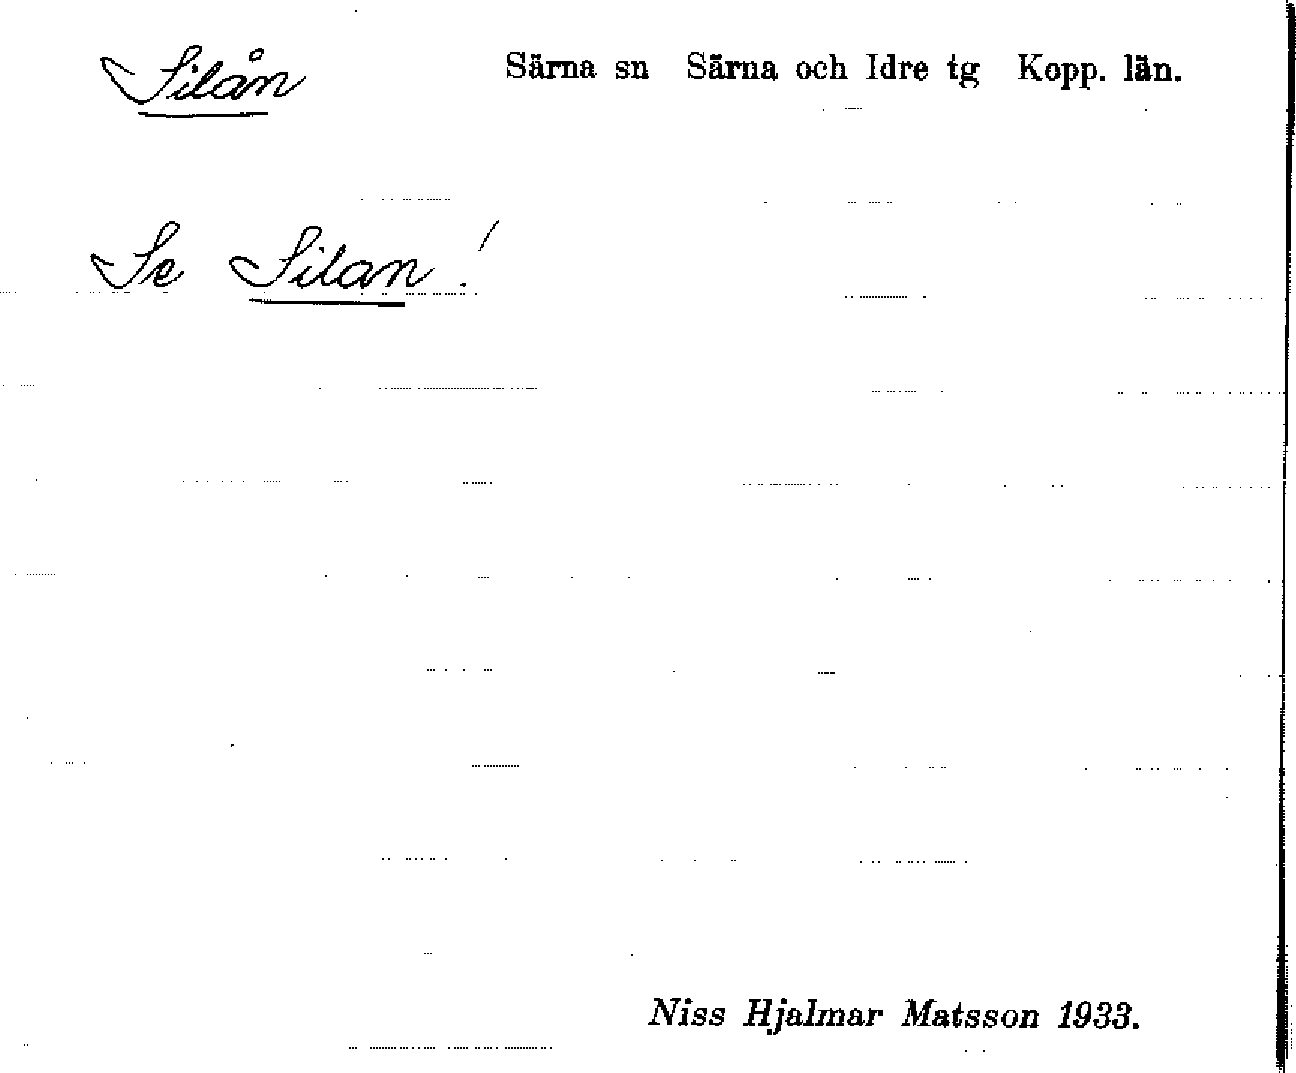 Silån Särna sn Särna och Idre tg Kopp. län.
Se Silan!
Niss Hjalmar Matsson 1933.